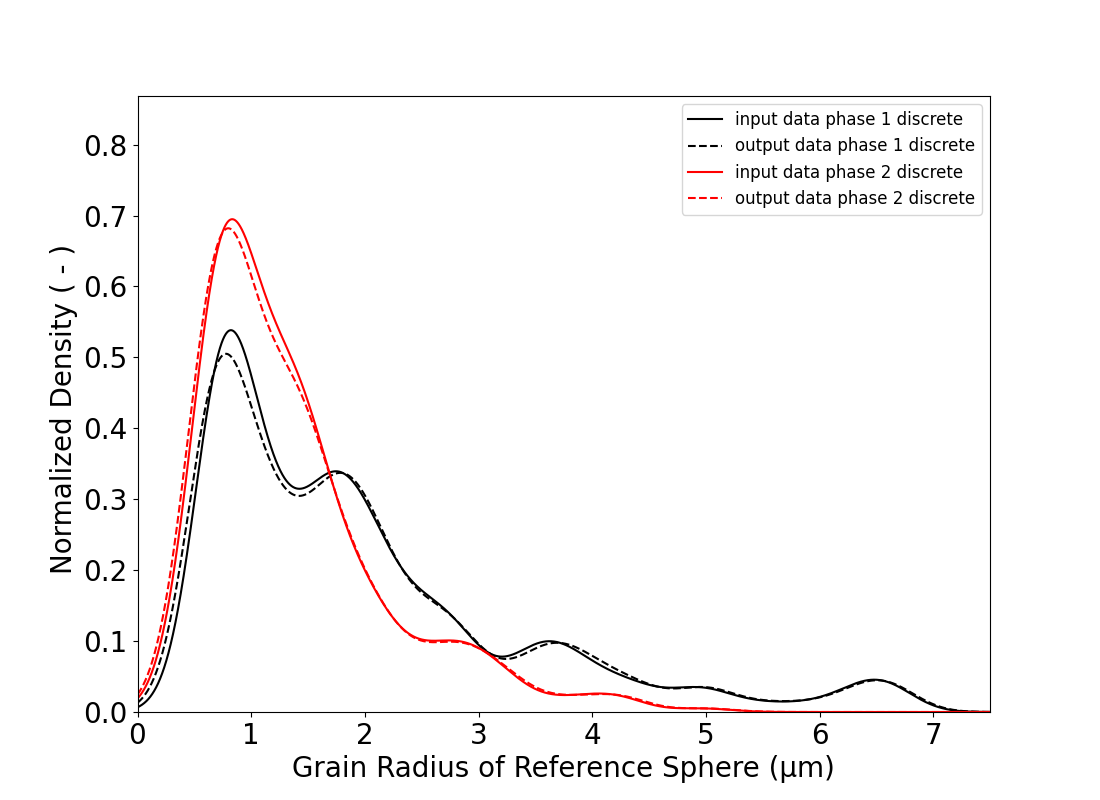 input data phase 1 discrete
output data phase 1 discrete
input data phase 2 discrete
output data phase 2 discrete
Normalized Density ( - )
0.8
0.7
0.6
0.5
0.4
0.3
0.2
0.1
0.0
0 1 2 3 4 5 6 7
Grain Radius of Reference Sphere (μm)